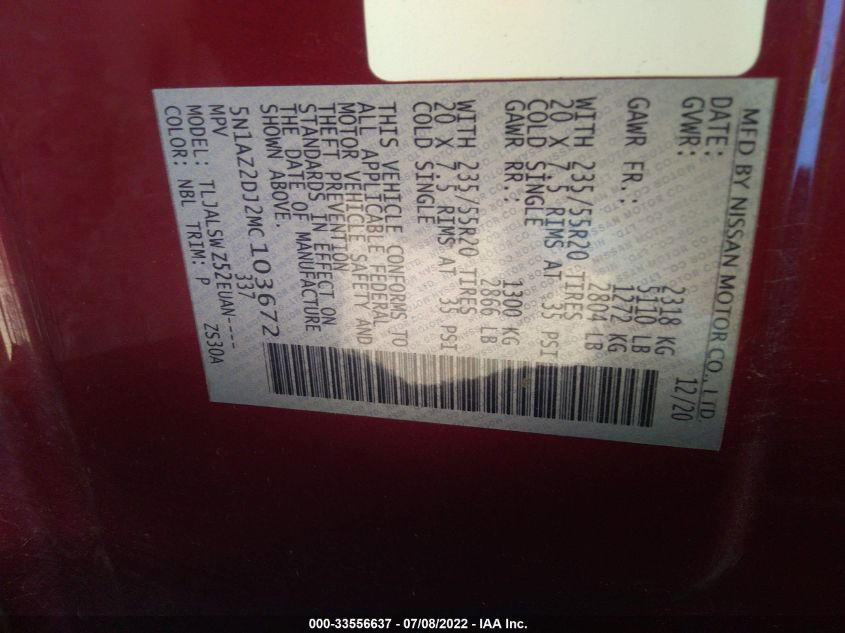 MFD BY NISSAN MOTOR CO., LTD.
DATE: 12/20
GVWR: 2318 KG
5110 LB
GAWR FR.: 1272 KG
2804 LB
WITH 235/55R20 TIRES
20 X 7.5 RIMS AT 35 PSI
COLD SINGLE
GAWR RR.: 1300 KG
2866 LB
WITH 235/55R20 TIRES
20 X 7.5 RIMS AT 35 PSI
COLD SINGLE
THIS VEHICLE CONFORMS TO
ALL APPLICABLE FEDERAL
MOTOR VEHICLE SAFETY AND
THEFT PREVENTION
STANDARDS IN EFFECT ON
THE DATE OF MANUFACTURE
SHOWN ABOVE.
5N1AZ2DJ2MC103672
MPV 337
MODEL: TLJALSWZ52EUAN----
COLOR: NBL TRIM: P ZS30A
000-33556637 - 07/08/2022 - IAA Inc.